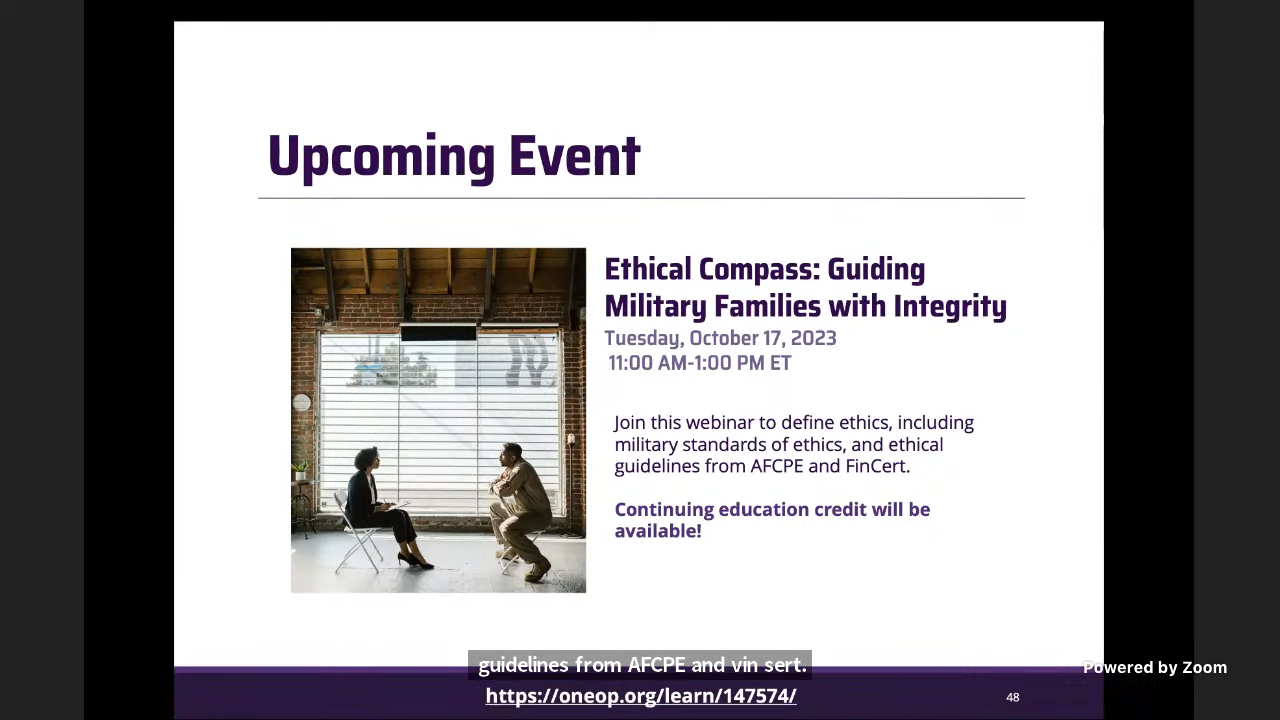 Upcoming Event
Ethical Compass: Guiding
Military Families with Integrity
Tuesday, October 17, 2023
11:00 AM-1:00 PM ET
Join this webinar to define ethics, including
military standards of ethics, and ethical
guidelines from AFCPE and FinCert.
Continuing education credit will be
available!
guidelines from AFCPE and vin sert.
Powered by Zoom
https://oneop.org/learn/147574/
48